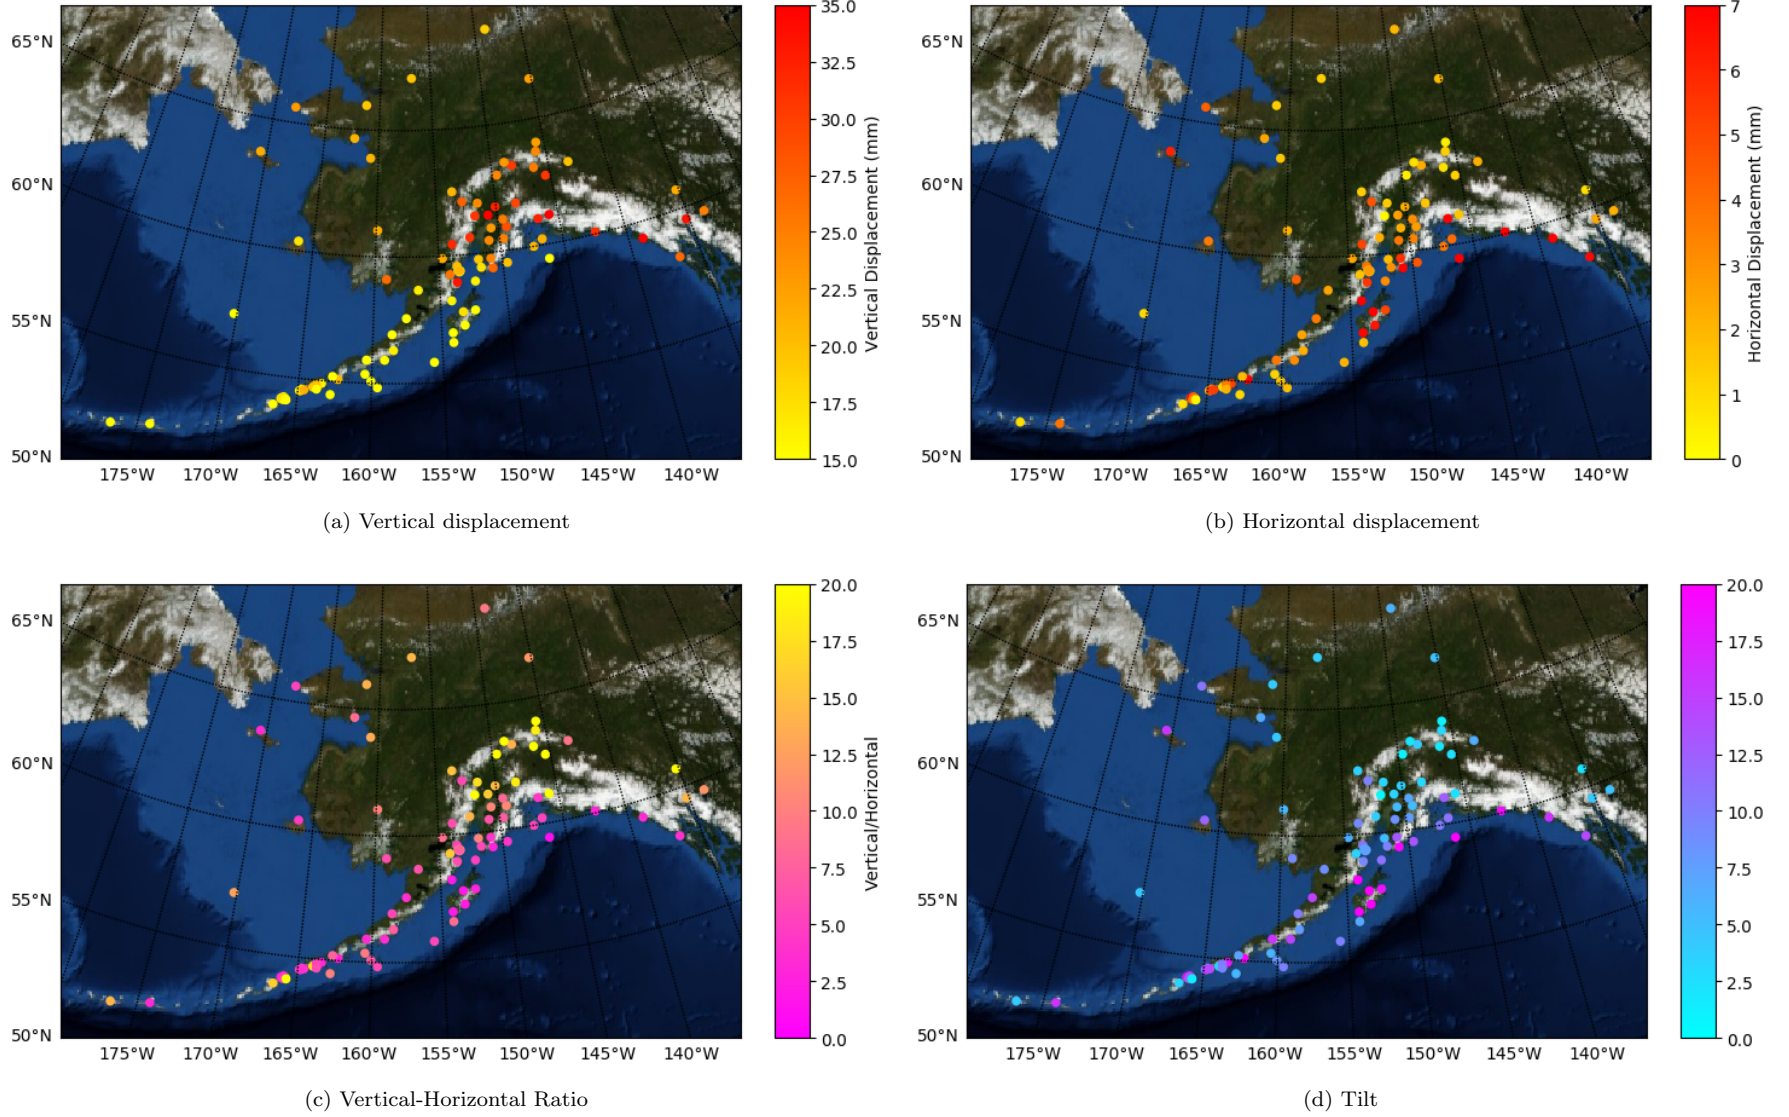 65°N
60°N
55°N
50°N
175°W 170°W 165°W 160°W 155°W 150°W 145°W 140°W
35.0
32.5
30.0
27.5
25.0
22.5
20.0
17.5
15.0
Vertical Displacement (mm)
(a) Vertical displacement
65°N
60°N
55°N
50°N
175°W 170°W 165°W 160°W 155°W 150°W 145°W 140°W
7
6
5
4
3
2
1
0
Horizontal Displacement (mm)
(b) Horizontal displacement
65°N
60°N
55°N
50°N
175°W 170°W 165°W 160°W 155°W 150°W 145°W 140°W
20.0
17.5
15.0
12.5
10.0
7.5
5.0
2.5
0.0
Vertical/Horizontal
(c) Vertical-Horizontal Ratio
65°N
60°N
55°N
50°N
175°W 170°W 165°W 160°W 155°W 150°W 145°W 140°W
20.0
17.5
15.0
12.5
10.0
7.5
5.0
2.5
0.0
(d) Tilt